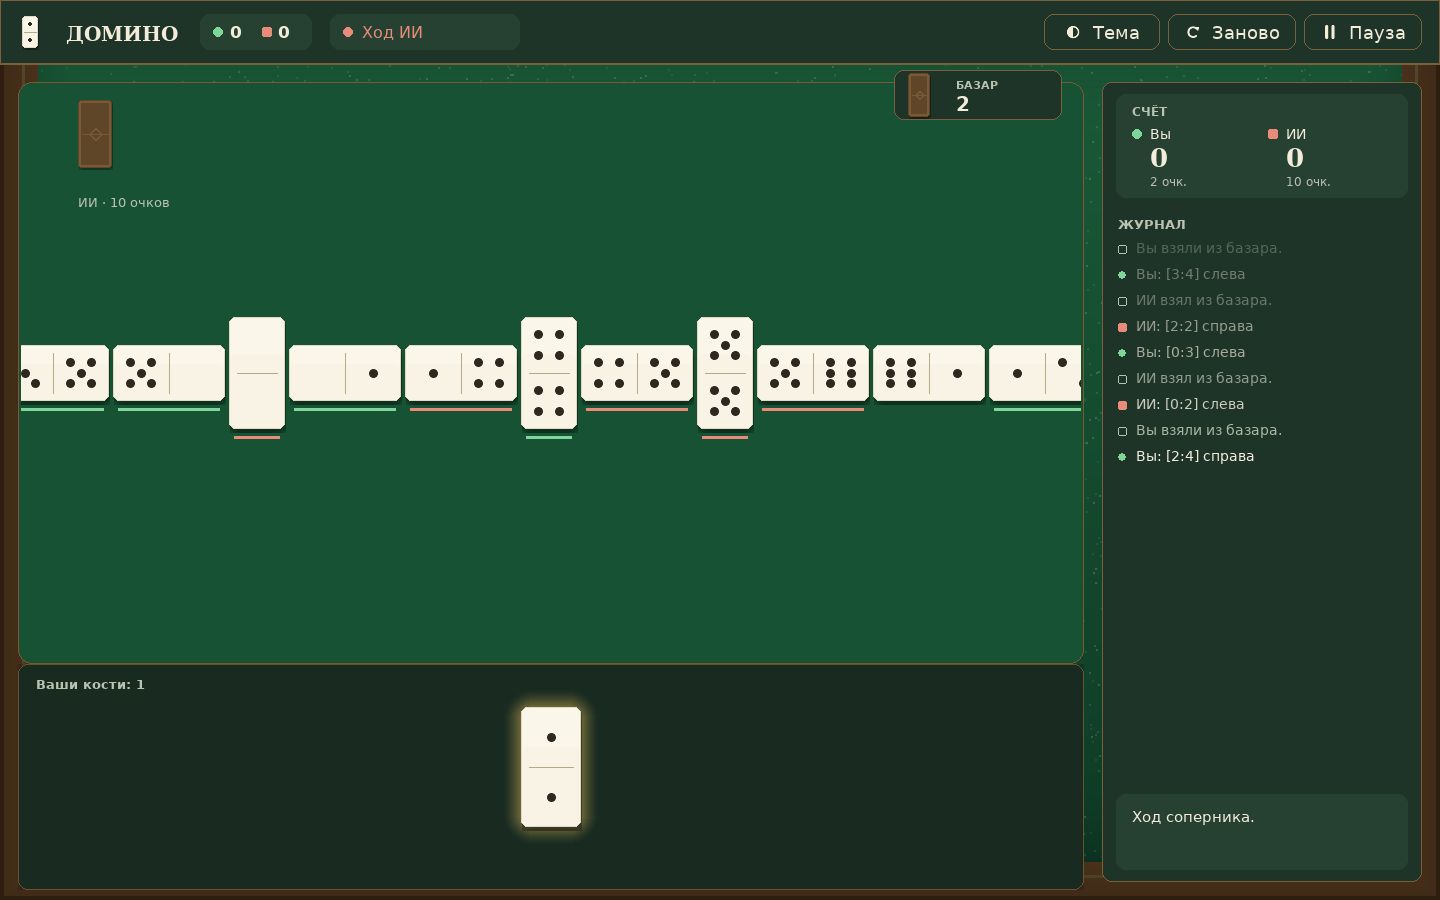 ДОМИНО
0 0
Ход ИИ
Тема
Заново
Пауза
БАЗАР
2
ИИ · 10 очков
СЧЁТ
Вы ИИ
0 0
2 очк. 10 очк.
ЖУРНАЛ
Вы взяли из базара.
Вы: [3:4] слева
ИИ взял из базара.
ИИ: [2:2] справа
Вы: [0:3] слева
ИИ взял из базара.
ИИ: [0:2] слева
Вы взяли из базара.
Вы: [2:4] справа
Ваши кости: 1
Ход соперника.